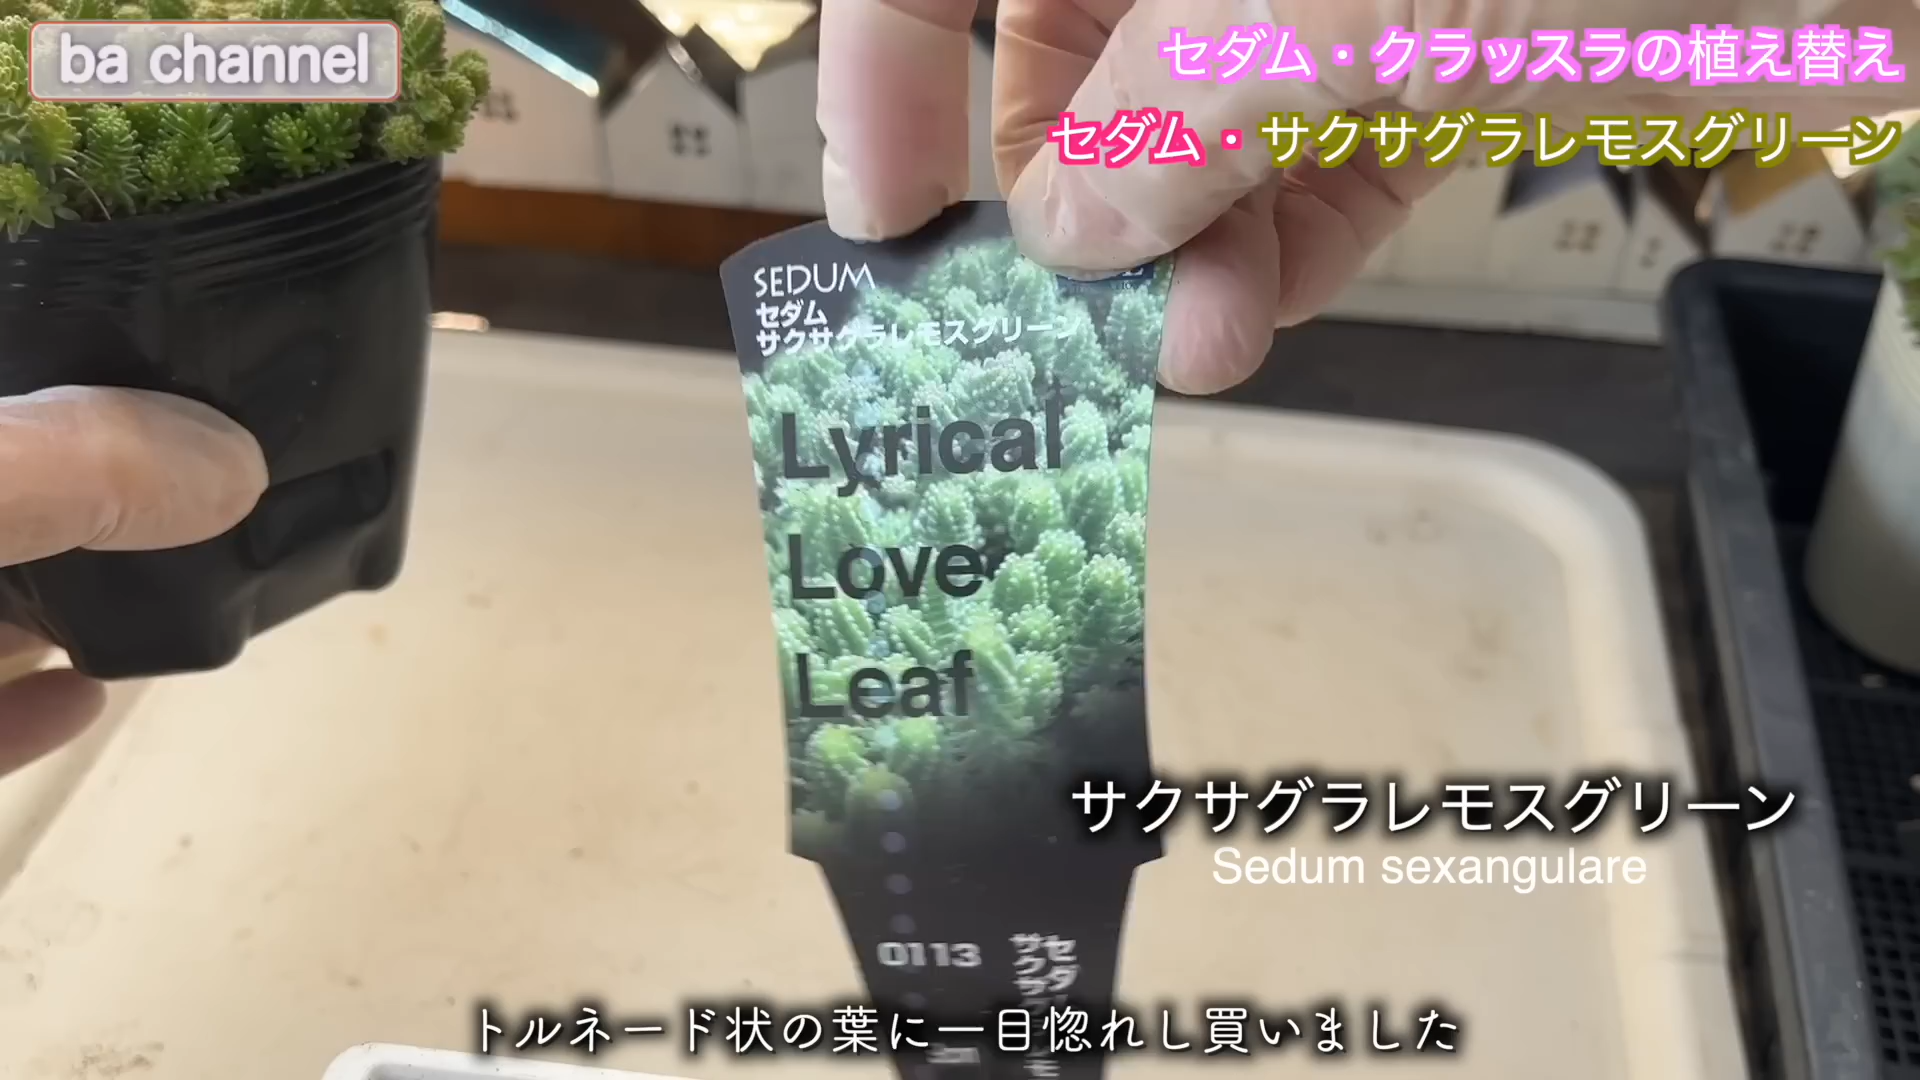 ba channel
セダム・クラッスラの植え替え
セダム・サクサグラレモスグリーン
SEDUM
セダム
サクサグラレモスグリーン
Lyrical
Love
Leaf
サクサグラレモスグリーン
Sedum sexangulare
0113
トルネード状の葉に一目惚れし買いました